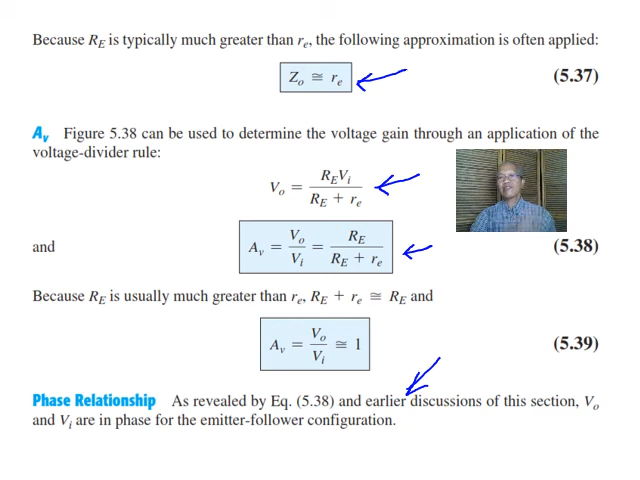 Because R_E is typically much greater than r_e, the following approximation is often applied:
Z_o ≅ r_e (5.37)
A_v Figure 5.38 can be used to determine the voltage gain through an application of the
voltage-divider rule:
V_o = R_E V_i / (R_E + r_e)
and A_v = V_o / V_i = R_E / (R_E + r_e) (5.38)
Because R_E is usually much greater than r_e, R_E + r_e ≅ R_E and
A_v = V_o / V_i ≅ 1 (5.39)
Phase Relationship As revealed by Eq. (5.38) and earlier discussions of this section, V_o
and V_i are in phase for the emitter-follower configuration.